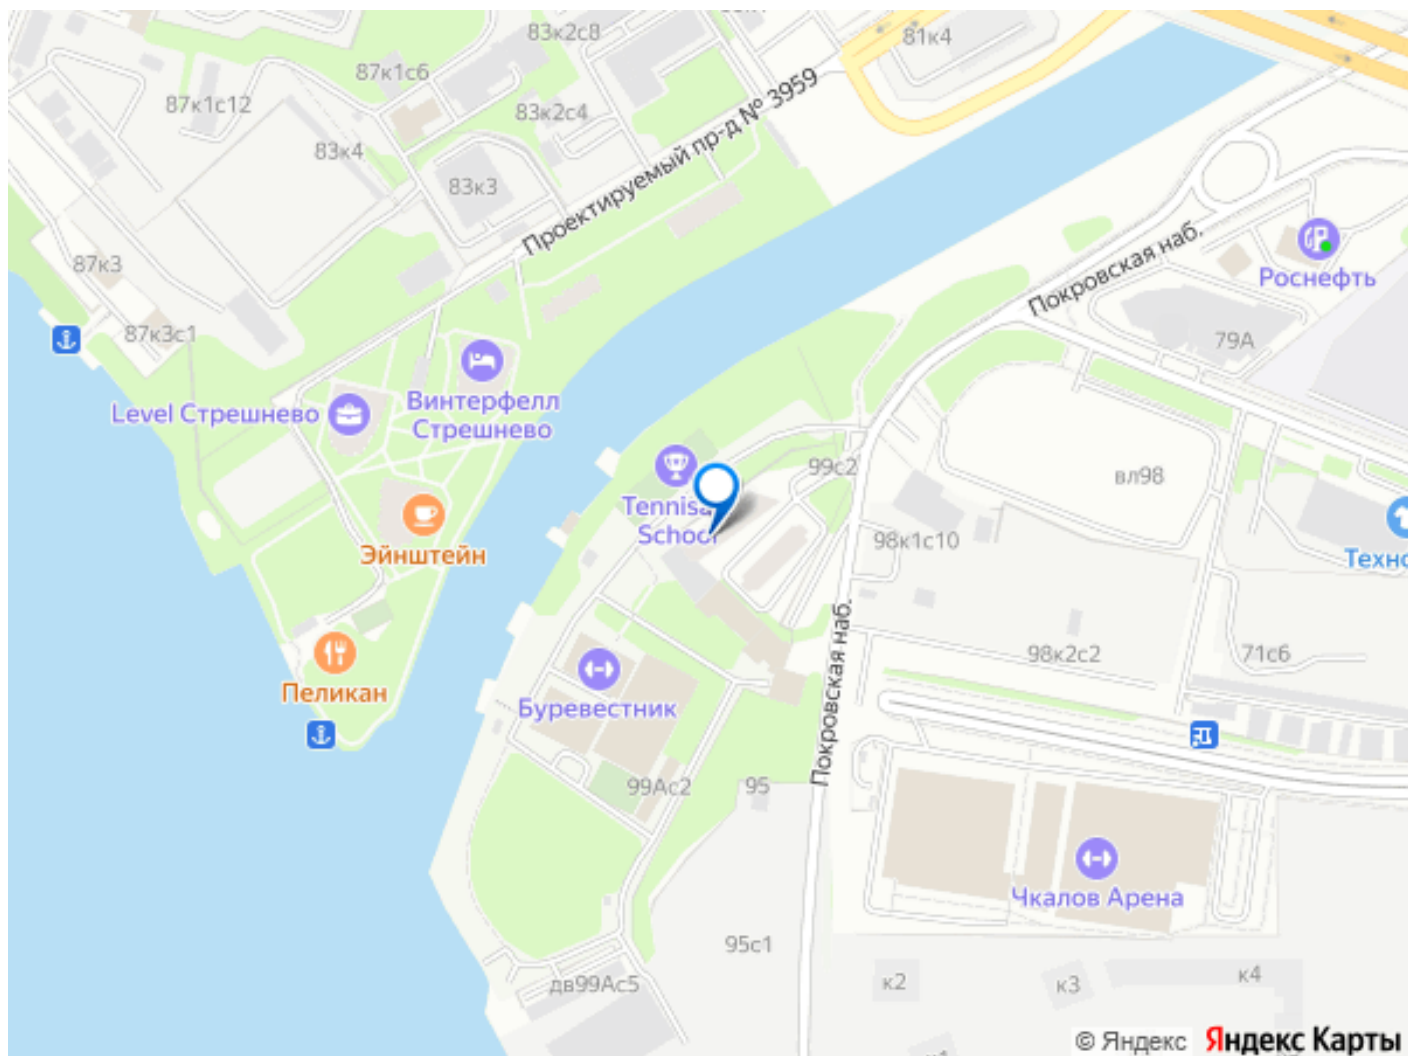 83к2с8
81к4
87к1с6
87к1с12
83к2с4
83к4
83к3
Проектируемый пр-д № 3959
87к3
87к3с1
Покровская наб.
Роснефть
79А
Level Стрешнево
Винтерфелл
Стрешнево
99с2
вл98
Tennisa
School
Эйнштейн
98к1с10
Техно
Покровская наб.
98к2с2
71с6
Пеликан
Буревестник
99Ас2
95
Чкалов Арена
95с1
дв99Ас5
к2
к3
к4
© Яндекс
Яндекс Карты